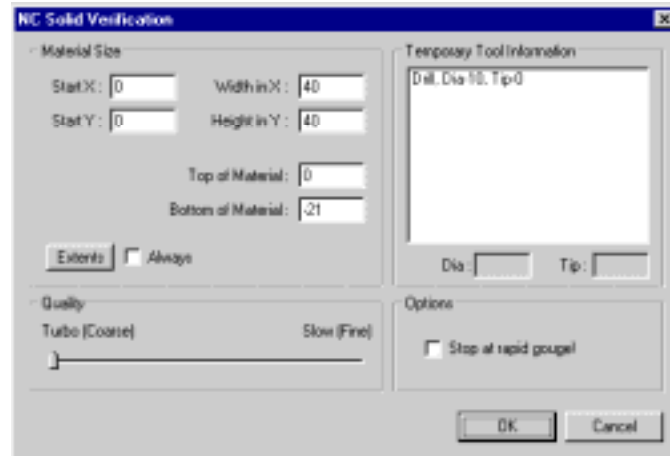 NC Solid Verification
Material Size
Start X : 0
Width in X : 40
Start Y : 0
Height in Y : 40
Top of Material : 0
Bottom of Material : -21
Extents
Always
Temporary Tool Information
Drill, Dia-10, Tip-0
Dia :
Tip :
Quality
Turbo (Coarse)
Slow (Fine)
Options
Stop at rapid gouge!
OK
Cancel